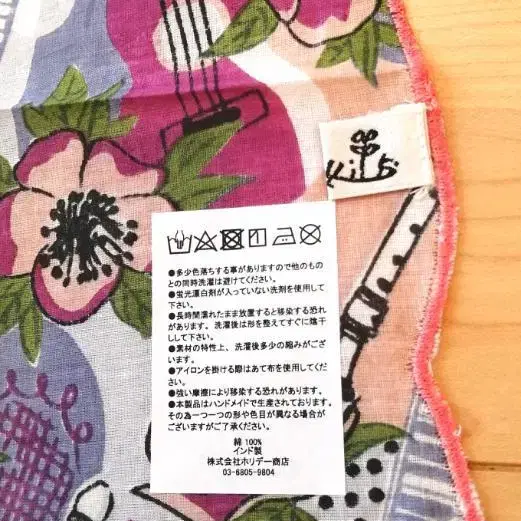 ●多少色落ちする事がありますので他のもの
との同時洗濯は避けてください。
●蛍光漂白剤が入っていない洗剤を使用して
下さい。
●長時間濡れたまま放置すると移染する恐れ
があります。洗濯後は形を整えてすぐに陰干
しして下さい。
●素材の特性上、洗濯後多少の縮みがござ
います。
●アイロンを掛ける際はあて布を使用してくだ
さい。
●強い摩擦により移染する恐れがあります。
●本製品はハンドメイドで生産されております。
その為一つ一つの形や色目が異なる場合が
ございますがご了承ください。
綿 100%
インド製
株式会社ホリデー商店
03-6805-9804